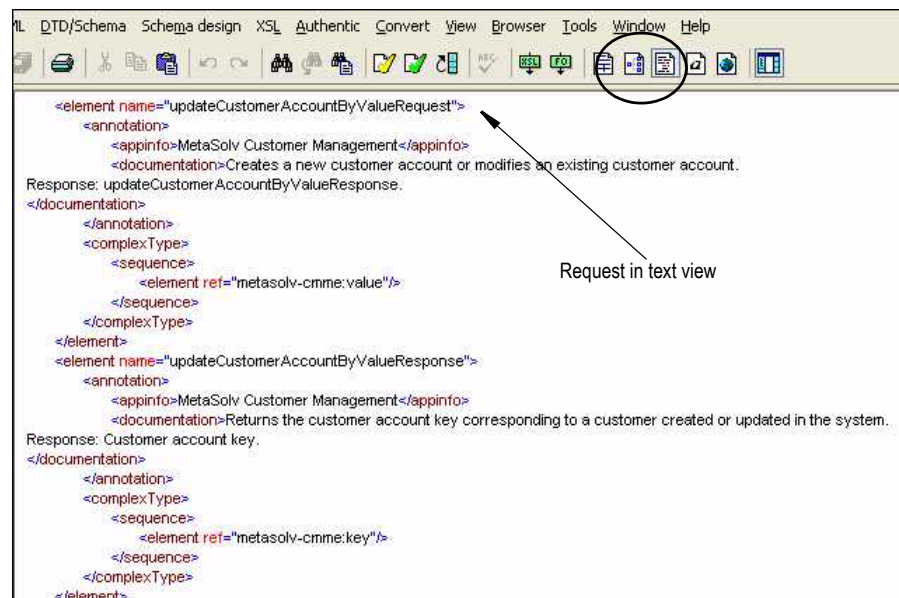 ML DTD/Schema Schema design XSL Authentic Convert View Browser Tools Window Help
<element name="updateCustomerAccountByValueRequest">
<annotation>
<appinfo>MetaSolv Customer Management</appinfo>
<documentation>Creates a new customer account or modifies an existing customer account.
Response: updateCustomerAccountByValueResponse.
</documentation>
</annotation>
<complexType>
<sequence>
Request in text view
<element ref="metasolv-cmme:value"/>
</sequence>
</complexType>
</element>
<element name="updateCustomerAccountByValueResponse">
<annotation>
<appinfo>MetaSolv Customer Management</appinfo>
<documentation>Returns the customer account key corresponding to a customer created or updated in the system.
Response: Customer account key.
</documentation>
</annotation>
<complexType>
<sequence>
<element ref="metasolv-cmme:key"/>
</sequence>
</complexType>
</element>